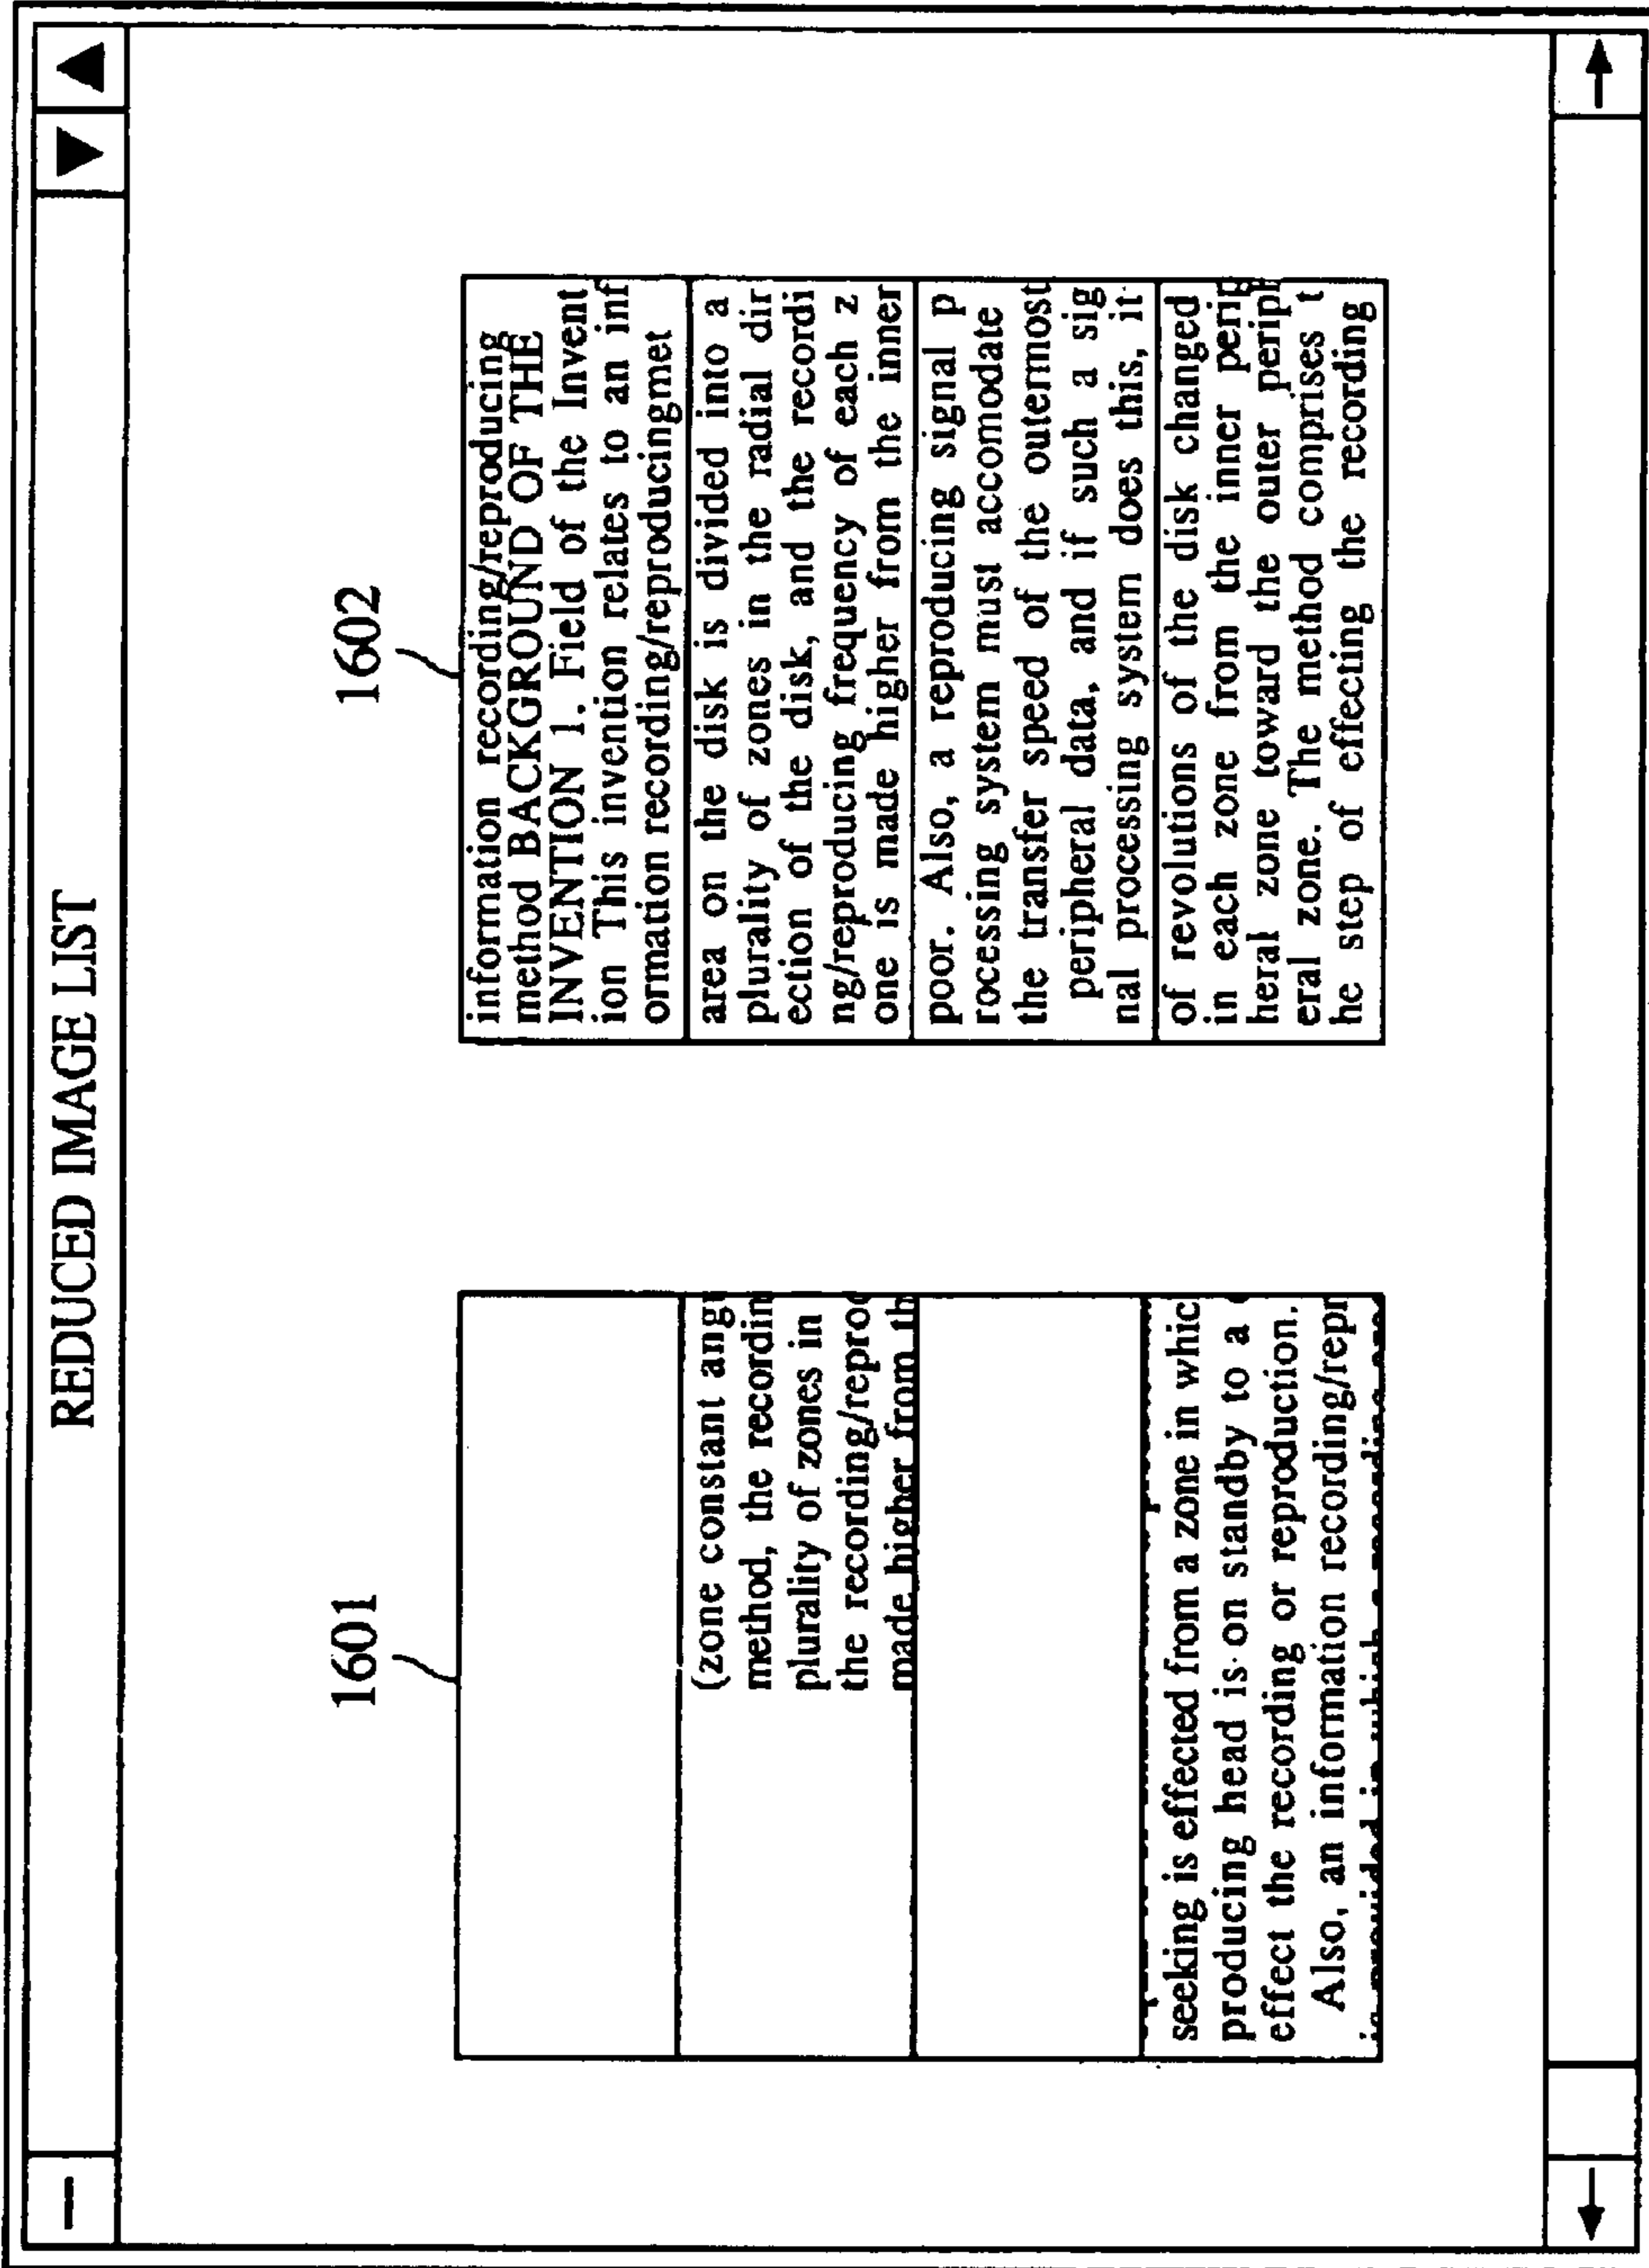 REDUCED IMAGE LIST
1601
(zone constant ang
method, the recordin
plurality of zones in
the recording/repro
made higher from th
seeking is effected from a zone in whic
producing head is on standby to a
effect the recording or reproduction.
Also, an information recording/repr
is provided in which a recording are
1602
information recording/reproducing
method BACKGROUND OF THE
INVENTION 1. Field of the Invent
ion This invention relates to an inf
ormation recording/reproducingmet
area on the disk is divided into a
plurality of zones in the radial dir
ection of the disk, and the recordi
ng/reproducing frequency of each z
one is made higher from the inner
poor. Also, a reproducing signal p
rocessing system must accomodate
the transfer speed of the outermost
peripheral data, and if such a sig
nal processing system does this, it
of revolutions of the disk changed
in each zone from the inner perip
heral zone toward the outer periph
eral zone. The method comprises t
he step of effecting the recording